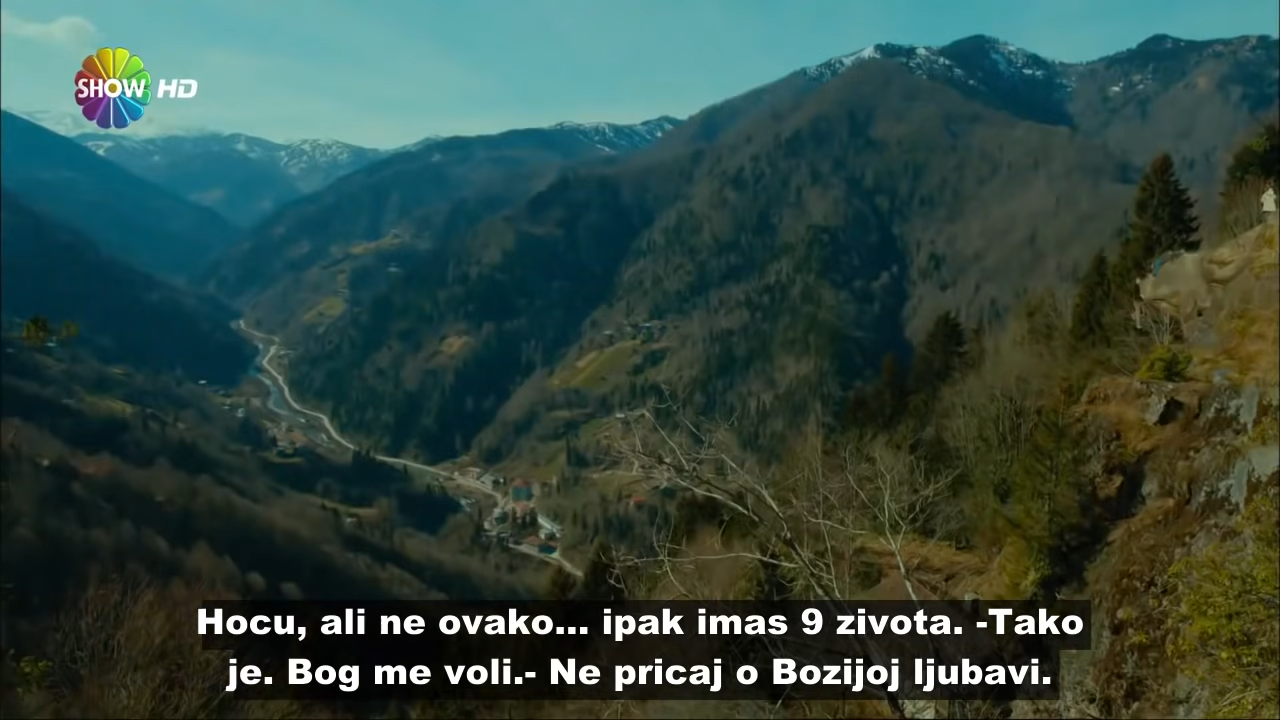 SHOW HD
Hocu, ali ne ovako... ipak imas 9 zivota. -Tako
je. Bog me voli.- Ne pricaj o Bozijoj ljubavi.